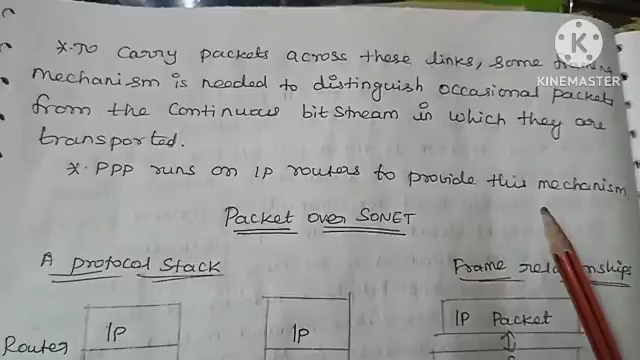 *. To carry packets across these links, some
mechanism is needed to distinguish occasional packets
from the continuous bit stream in which they are
transported.
*. PPP runs on IP routers to provide this mechanism
Packet over SONET
A Protocol Stack
Frame relationships
IP
IP
IP Packet
Router
KINEMASTER